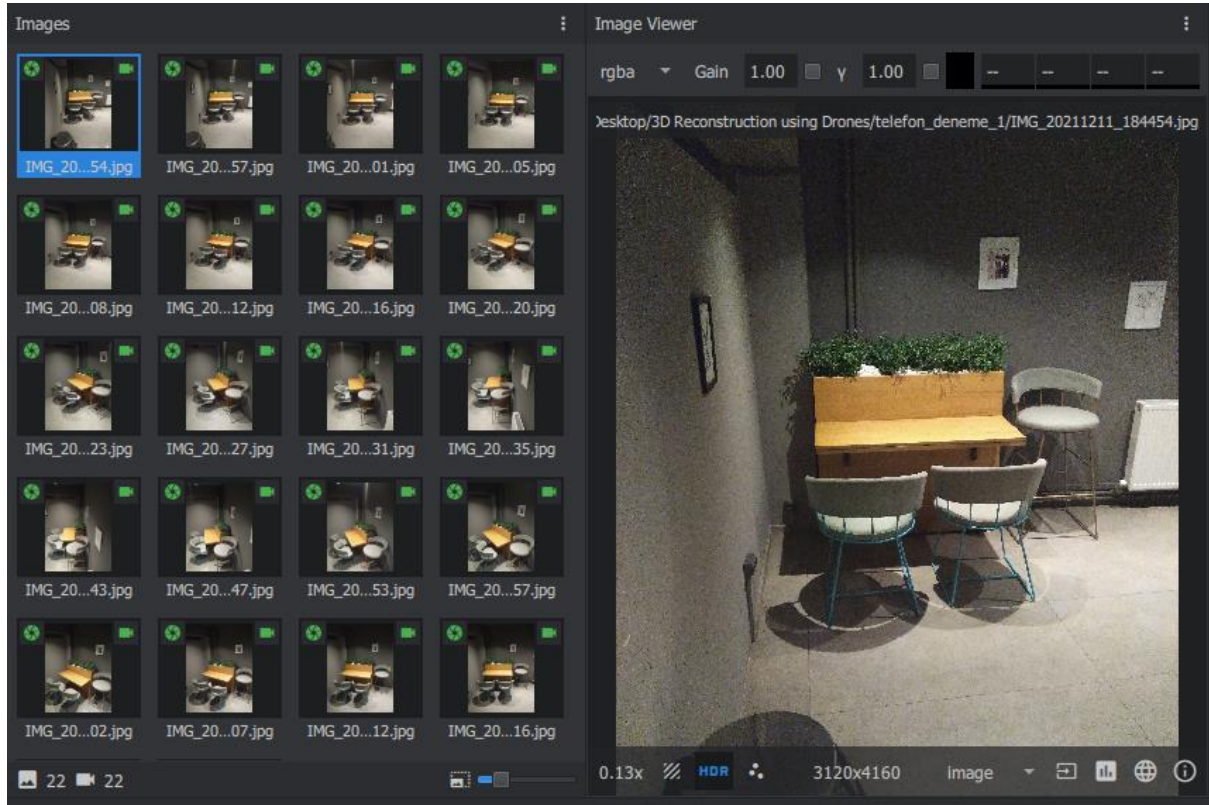 Images
IMG_20...54.jpg IMG_20...57.jpg IMG_20...01.jpg IMG_20...05.jpg
IMG_20...08.jpg IMG_20...12.jpg IMG_20...16.jpg IMG_20...20.jpg
IMG_20...23.jpg IMG_20...27.jpg IMG_20...31.jpg IMG_20...35.jpg
IMG_20...43.jpg IMG_20...47.jpg IMG_20...53.jpg IMG_20...57.jpg
IMG_20...02.jpg IMG_20...07.jpg IMG_20...12.jpg IMG_20...16.jpg
22 22
Image Viewer
rgba Gain 1.00 γ 1.00 -- -- -- --
esktop/3D Reconstruction using Drones/telefon_deneme_1/IMG_20211211_184454.jpg
0.13x HDR 3120x4160 image